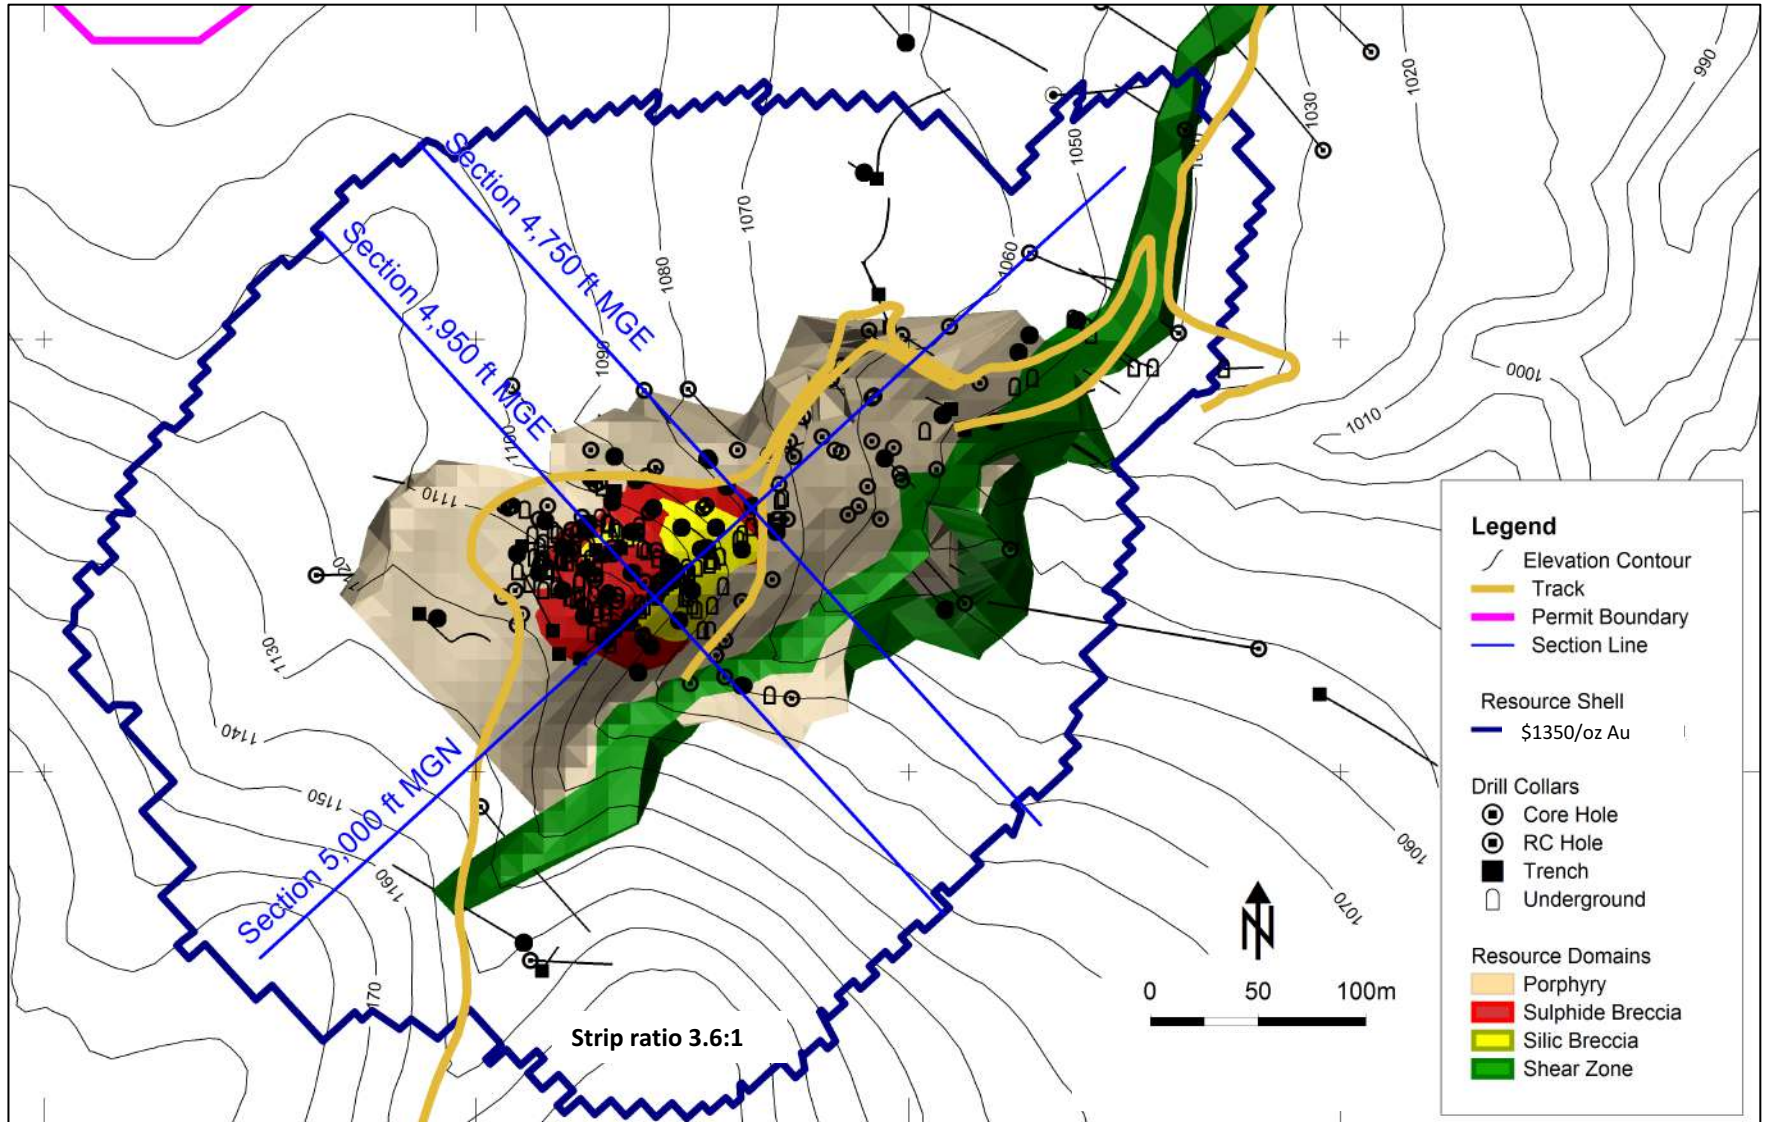 990
1020
1030
1050
1060
1070
1080
1090
1100
1110
1120
1130
1140
1150
1160
170
1000
1010
1060
1070
Section 4,750 ft MGE
Section 4,950 ft MGE
Section 5,000 ft MGN
Strip ratio 3.6:1
N
0 50 100m
Legend
Elevation Contour
Track
Permit Boundary
Section Line
Resource Shell
$1350/oz Au
Drill Collars
Core Hole
RC Hole
Trench
Underground
Resource Domains
Porphyry
Sulphide Breccia
Silic Breccia
Shear Zone